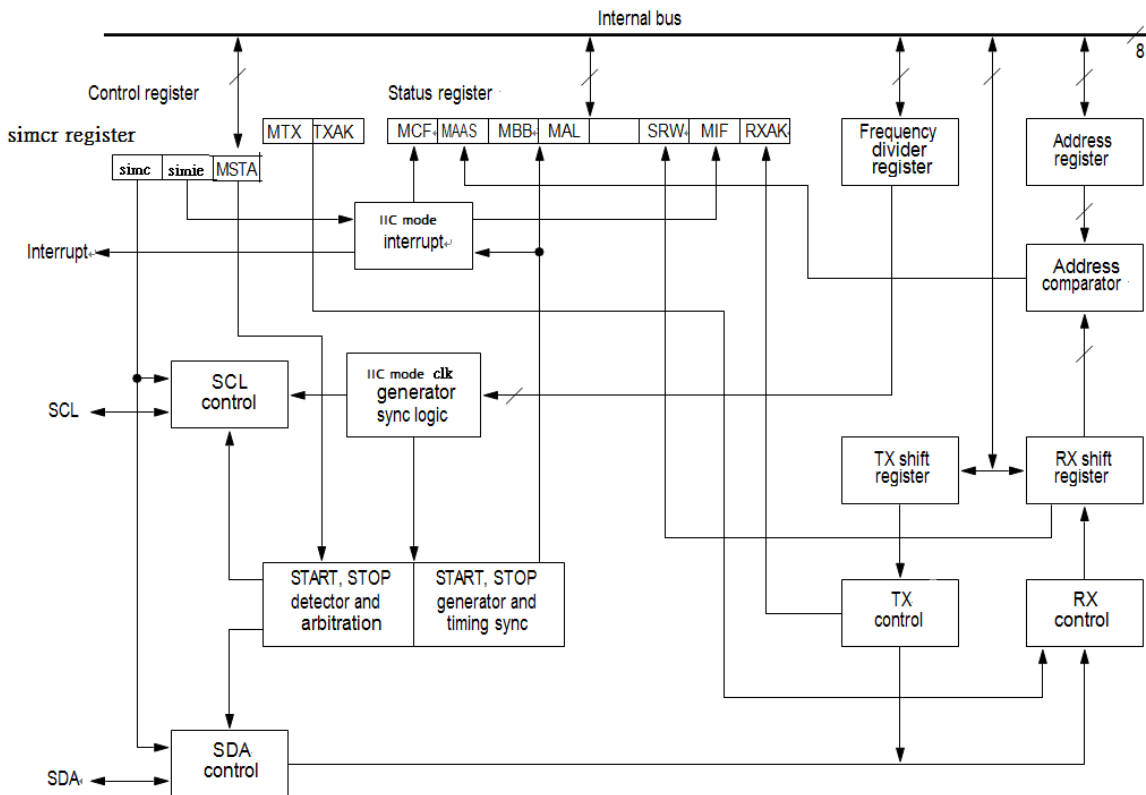 Internal bus
8
Control register
Status register
simcr register
MTX TXAK
MCF MAAS MBB MAL SRW MIF RXAK
simc simie MSTA
Frequency
divider
register
Address
register
IIC mode
interrupt
Interrupt
Address
comparator
SCL
control
IIC mode clk
generator
sync logic
SCL
TX shift
register
RX shift
register
START, STOP
detector and
arbitration
START, STOP
generator and
timing sync
TX
control
RX
control
SDA
control
SDA